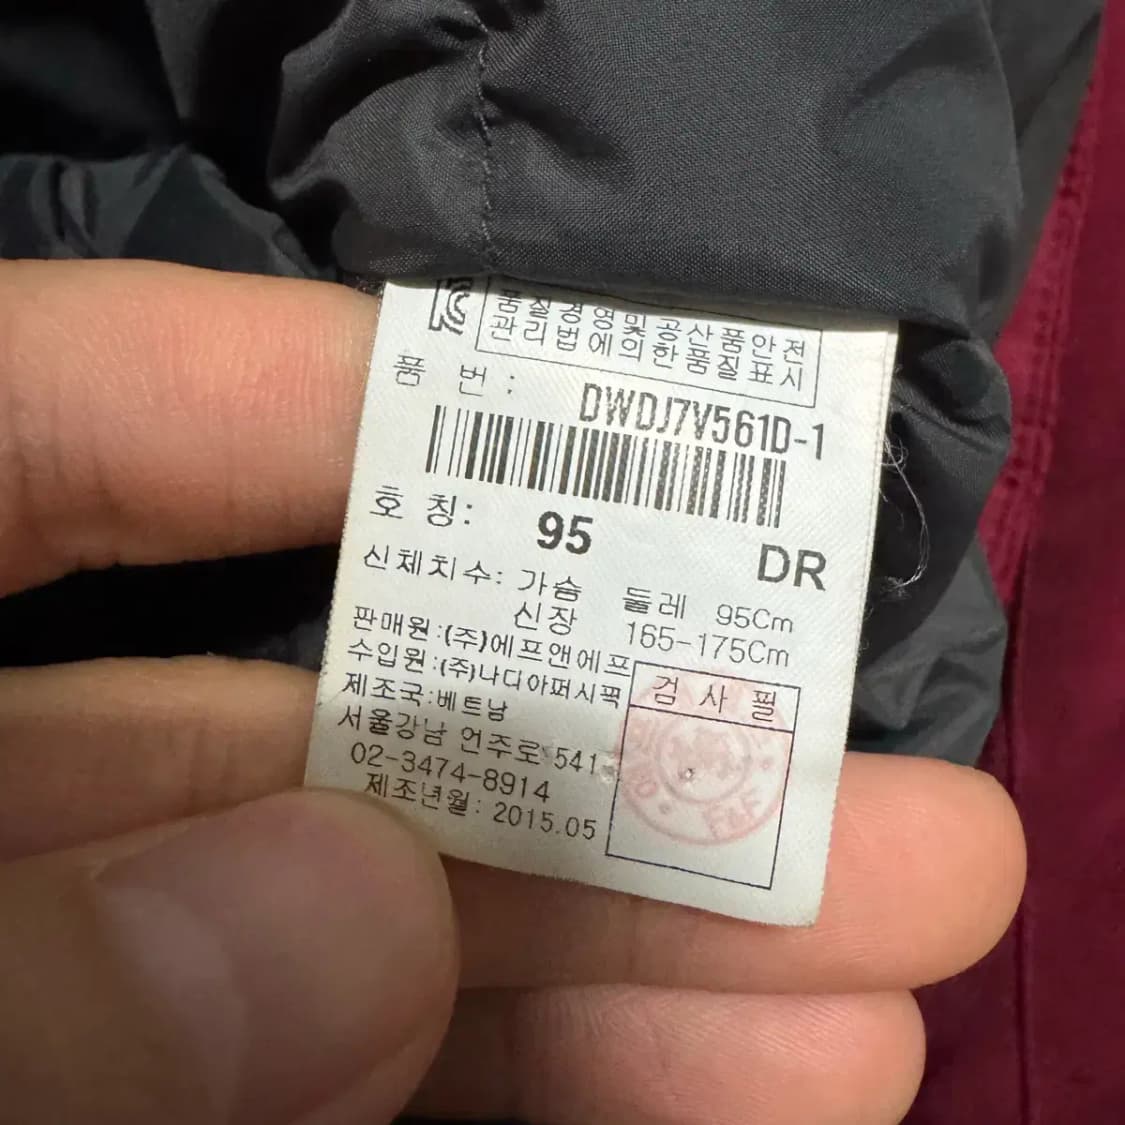 품질경영및공산품안전
관리법에의한품질표시
품 번 : DWDJ7V561D-1
호 칭: 95 DR
신체치수: 가슴 둘레 95Cm
신장 165-175Cm
판매원:(주)에프앤에프
수입원:(주)나디아퍼시픽
제조국:베트남
서울강남 언주로 541
02-3474-8914
제조년월: 2015.05
검 사 필
F&F